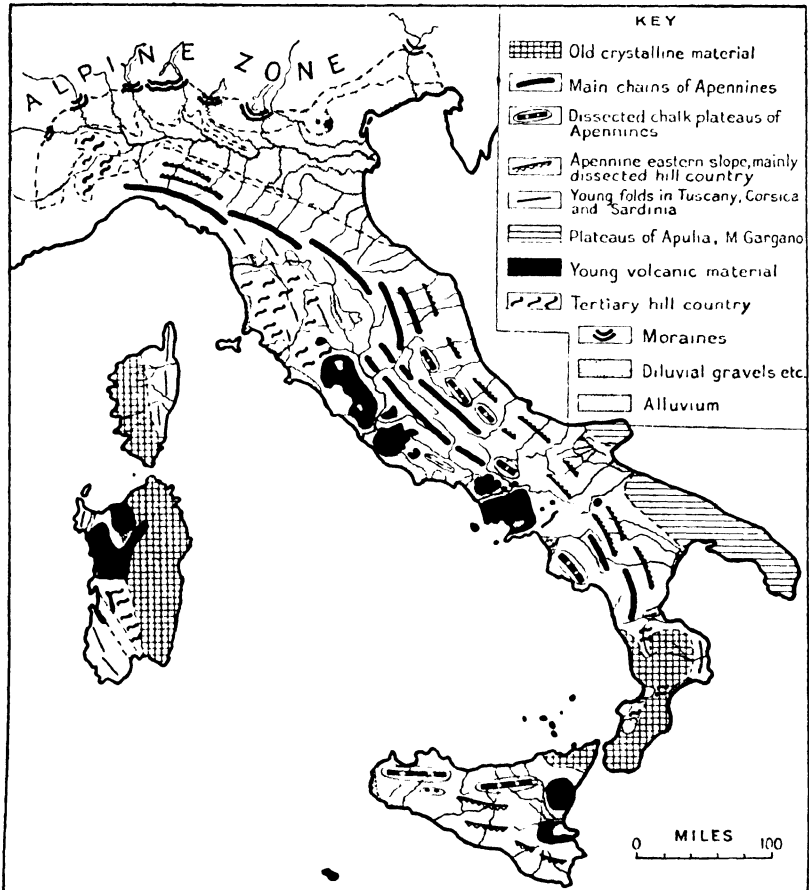 ALPINE ZONE
KEY
Old crystalline material
Main chains of Apennines
Dissected chalk plateaus of
Apennines
Apennine eastern slope, mainly
dissected hill country
Young folds in Tuscany, Corsica
and Sardinia
Plateaus of Apulia, M Gargano
Young volcanic material
Tertiary hill country
Moraines
Diluvial gravels etc.
Alluvium
MILES
0 100